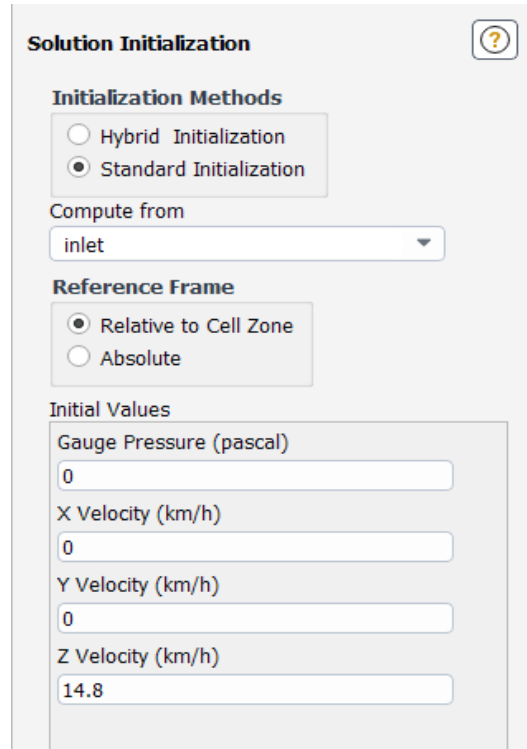 Solution Initialization
?
Initialization Methods
Hybrid Initialization
Standard Initialization
Compute from
inlet
Reference Frame
Relative to Cell Zone
Absolute
Initial Values
Gauge Pressure (pascal)
0
X Velocity (km/h)
0
Y Velocity (km/h)
0
Z Velocity (km/h)
14.8